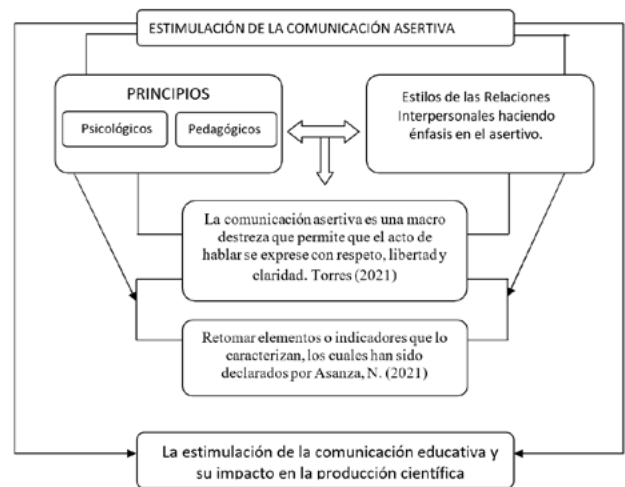 ESTIMULACIÓN DE LA COMUNICACIÓN ASERTIVA
PRINCIPIOS
Psicológicos
Pedagógicos
Estilos de las Relaciones
Interpersonales haciendo
énfasis en el asertivo.
La comunicación asertiva es una macro
destreza que permite que el acto de
hablar se exprese con respeto, libertad y
claridad. Torres (2021)
Retomar elementos o indicadores que lo
caracterizan, los cuales han sido
declarados por Asanza, N. (2021)
La estimulación de la comunicación educativa y
su impacto en la producción científica